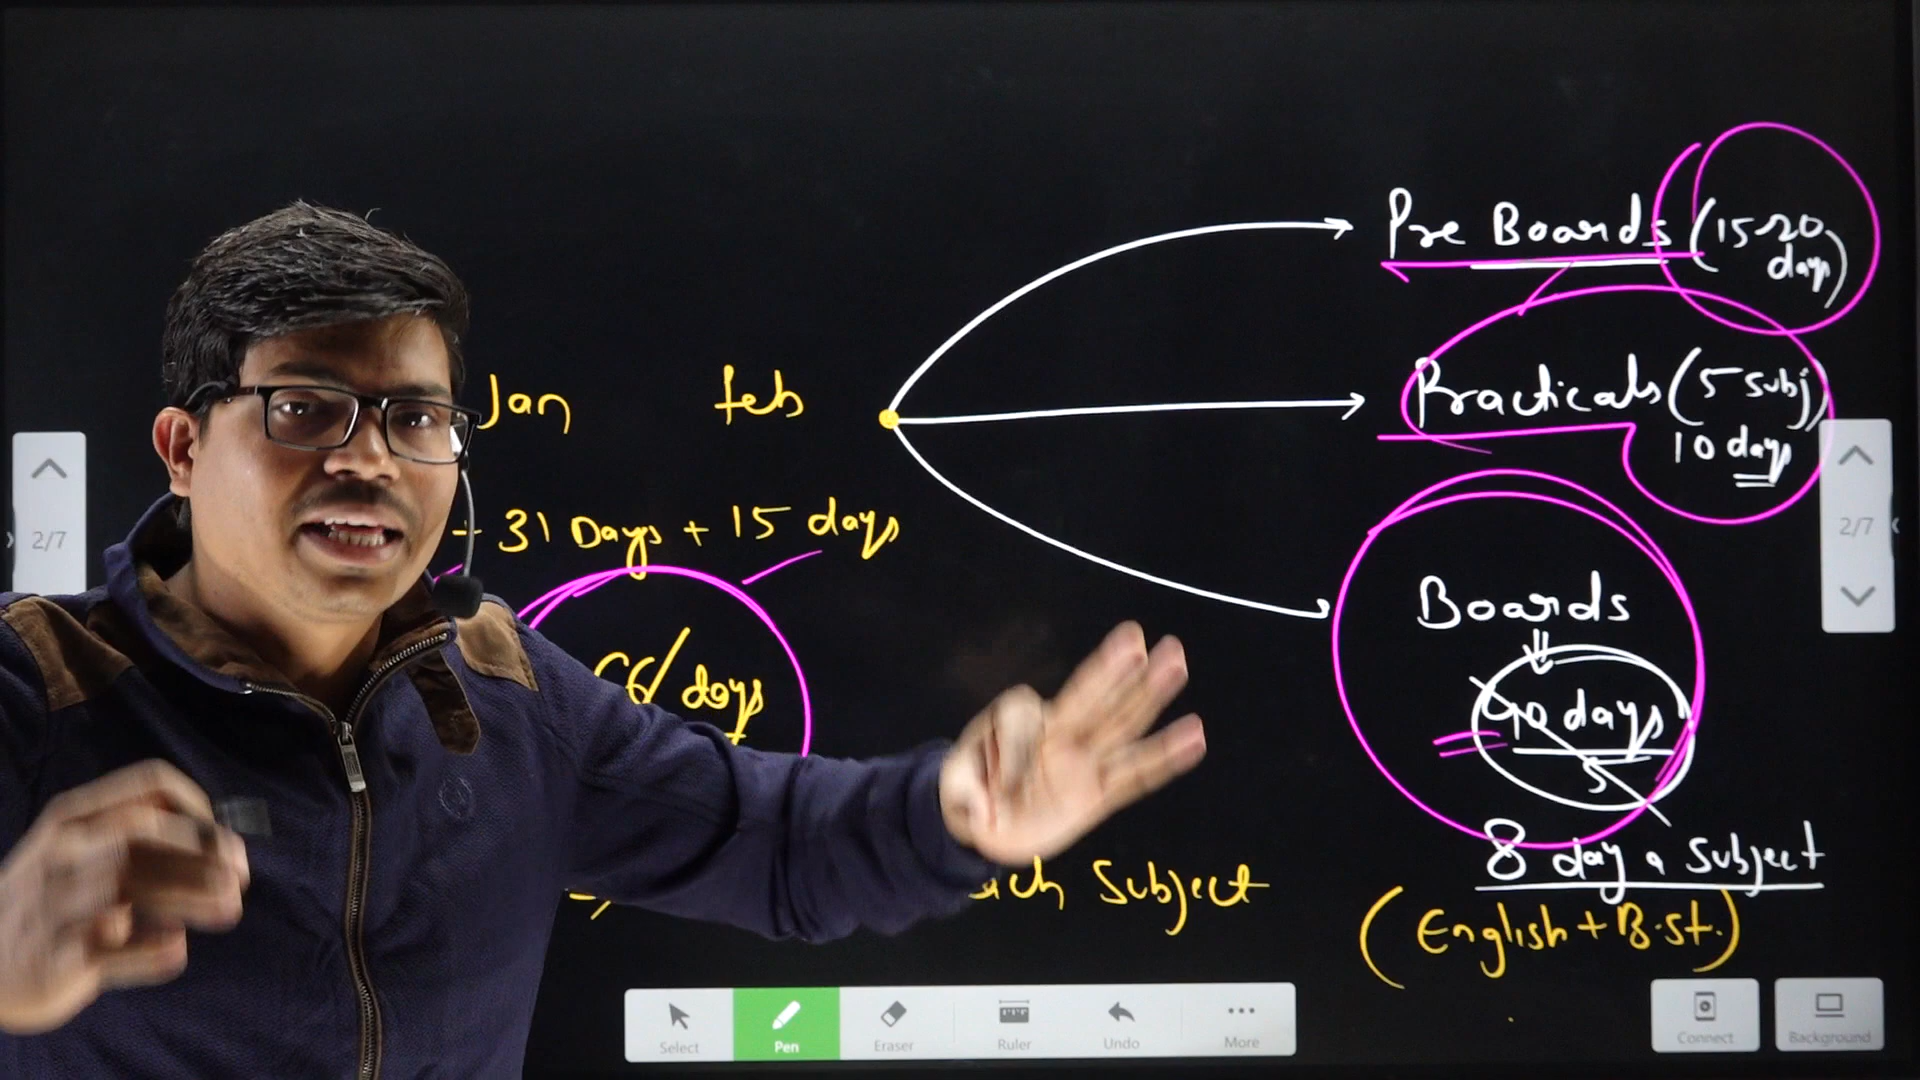 Pre Boards (15-20 days)
Practicals (5 subj)
10 days
Jan Feb
- 31 Days + 15 days
Boards
40 days
5
66/days
8 day a Subject
Subject
(English + B.st.)
2/7
2/7
Select Pen Eraser Ruler Undo More
Connect Background